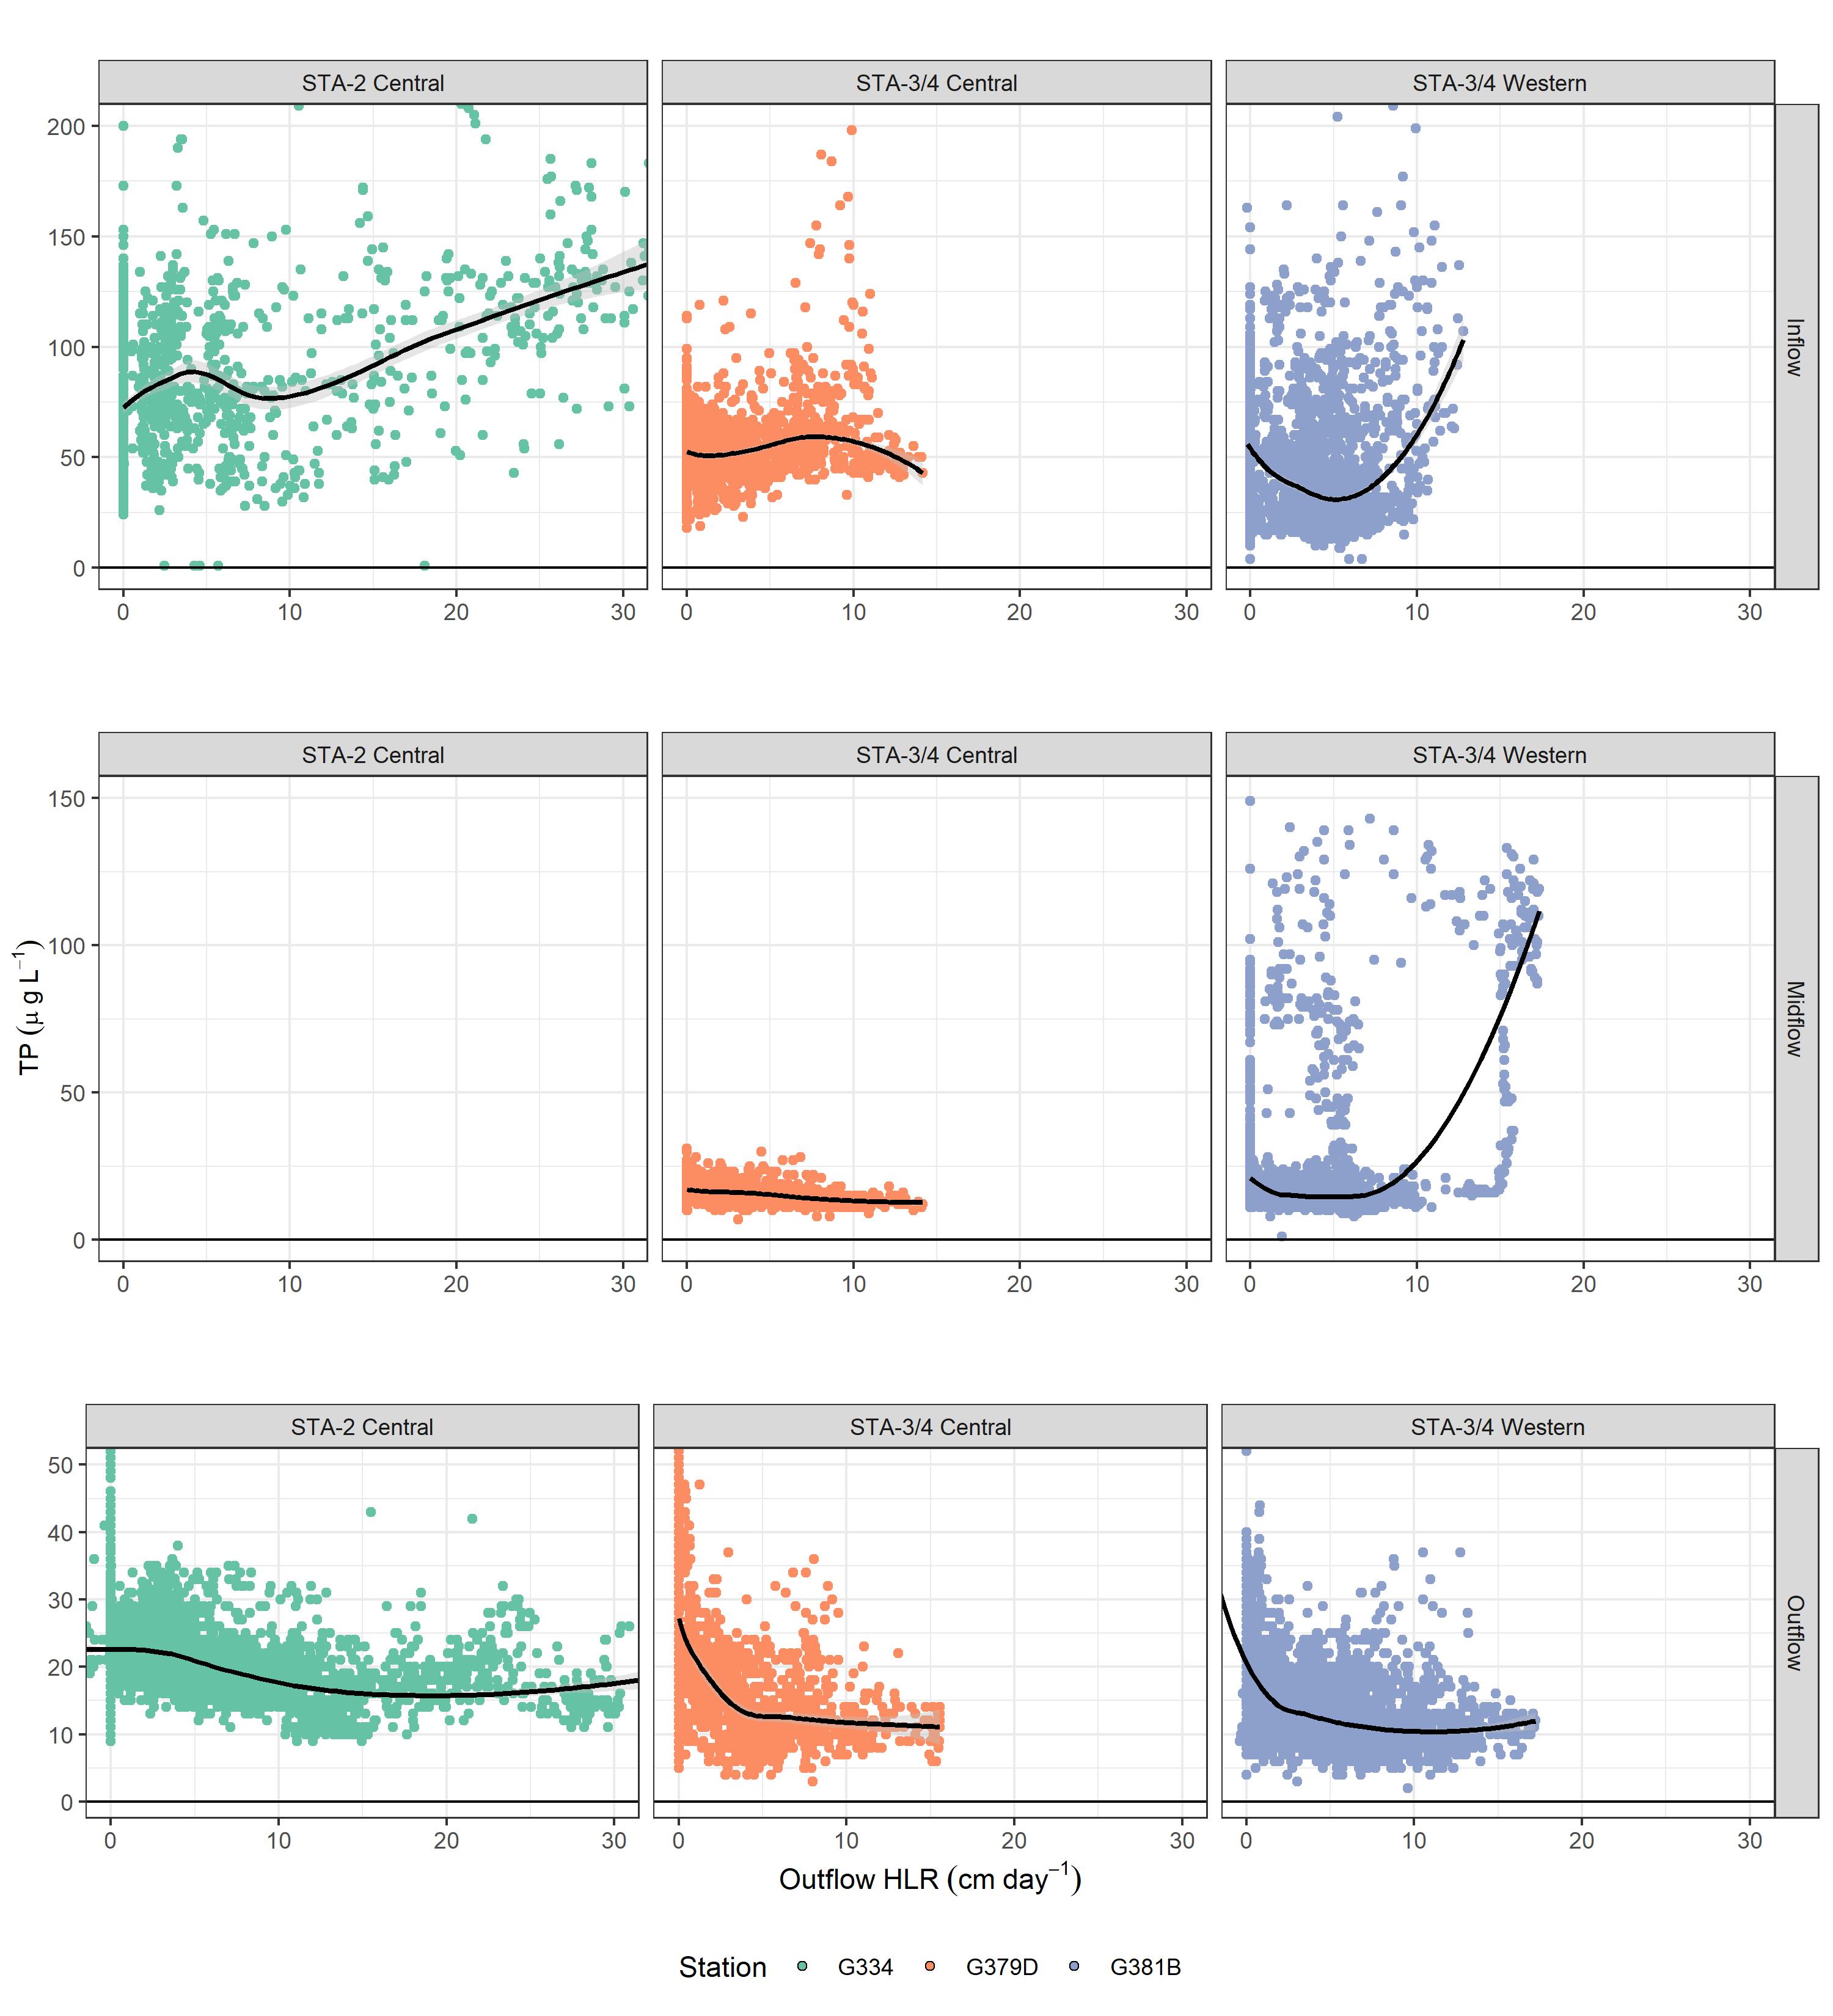 STA-2 Central STA-3/4 Central STA-3/4 Western
200
150
100
50
0
Inflow
0 10 20 30 0 10 20 30 0 10 20 30
STA-2 Central STA-3/4 Central STA-3/4 Western
150
100
50
0
Midflow
0 10 20 30 0 10 20 30 0 10 20 30
TP (μ g L⁻¹)
STA-2 Central STA-3/4 Central STA-3/4 Western
50
40
30
20
10
0
Outflow
0 10 20 30 0 10 20 30 0 10 20 30
Outflow HLR (cm day⁻¹)
Station G334 G379D G381B